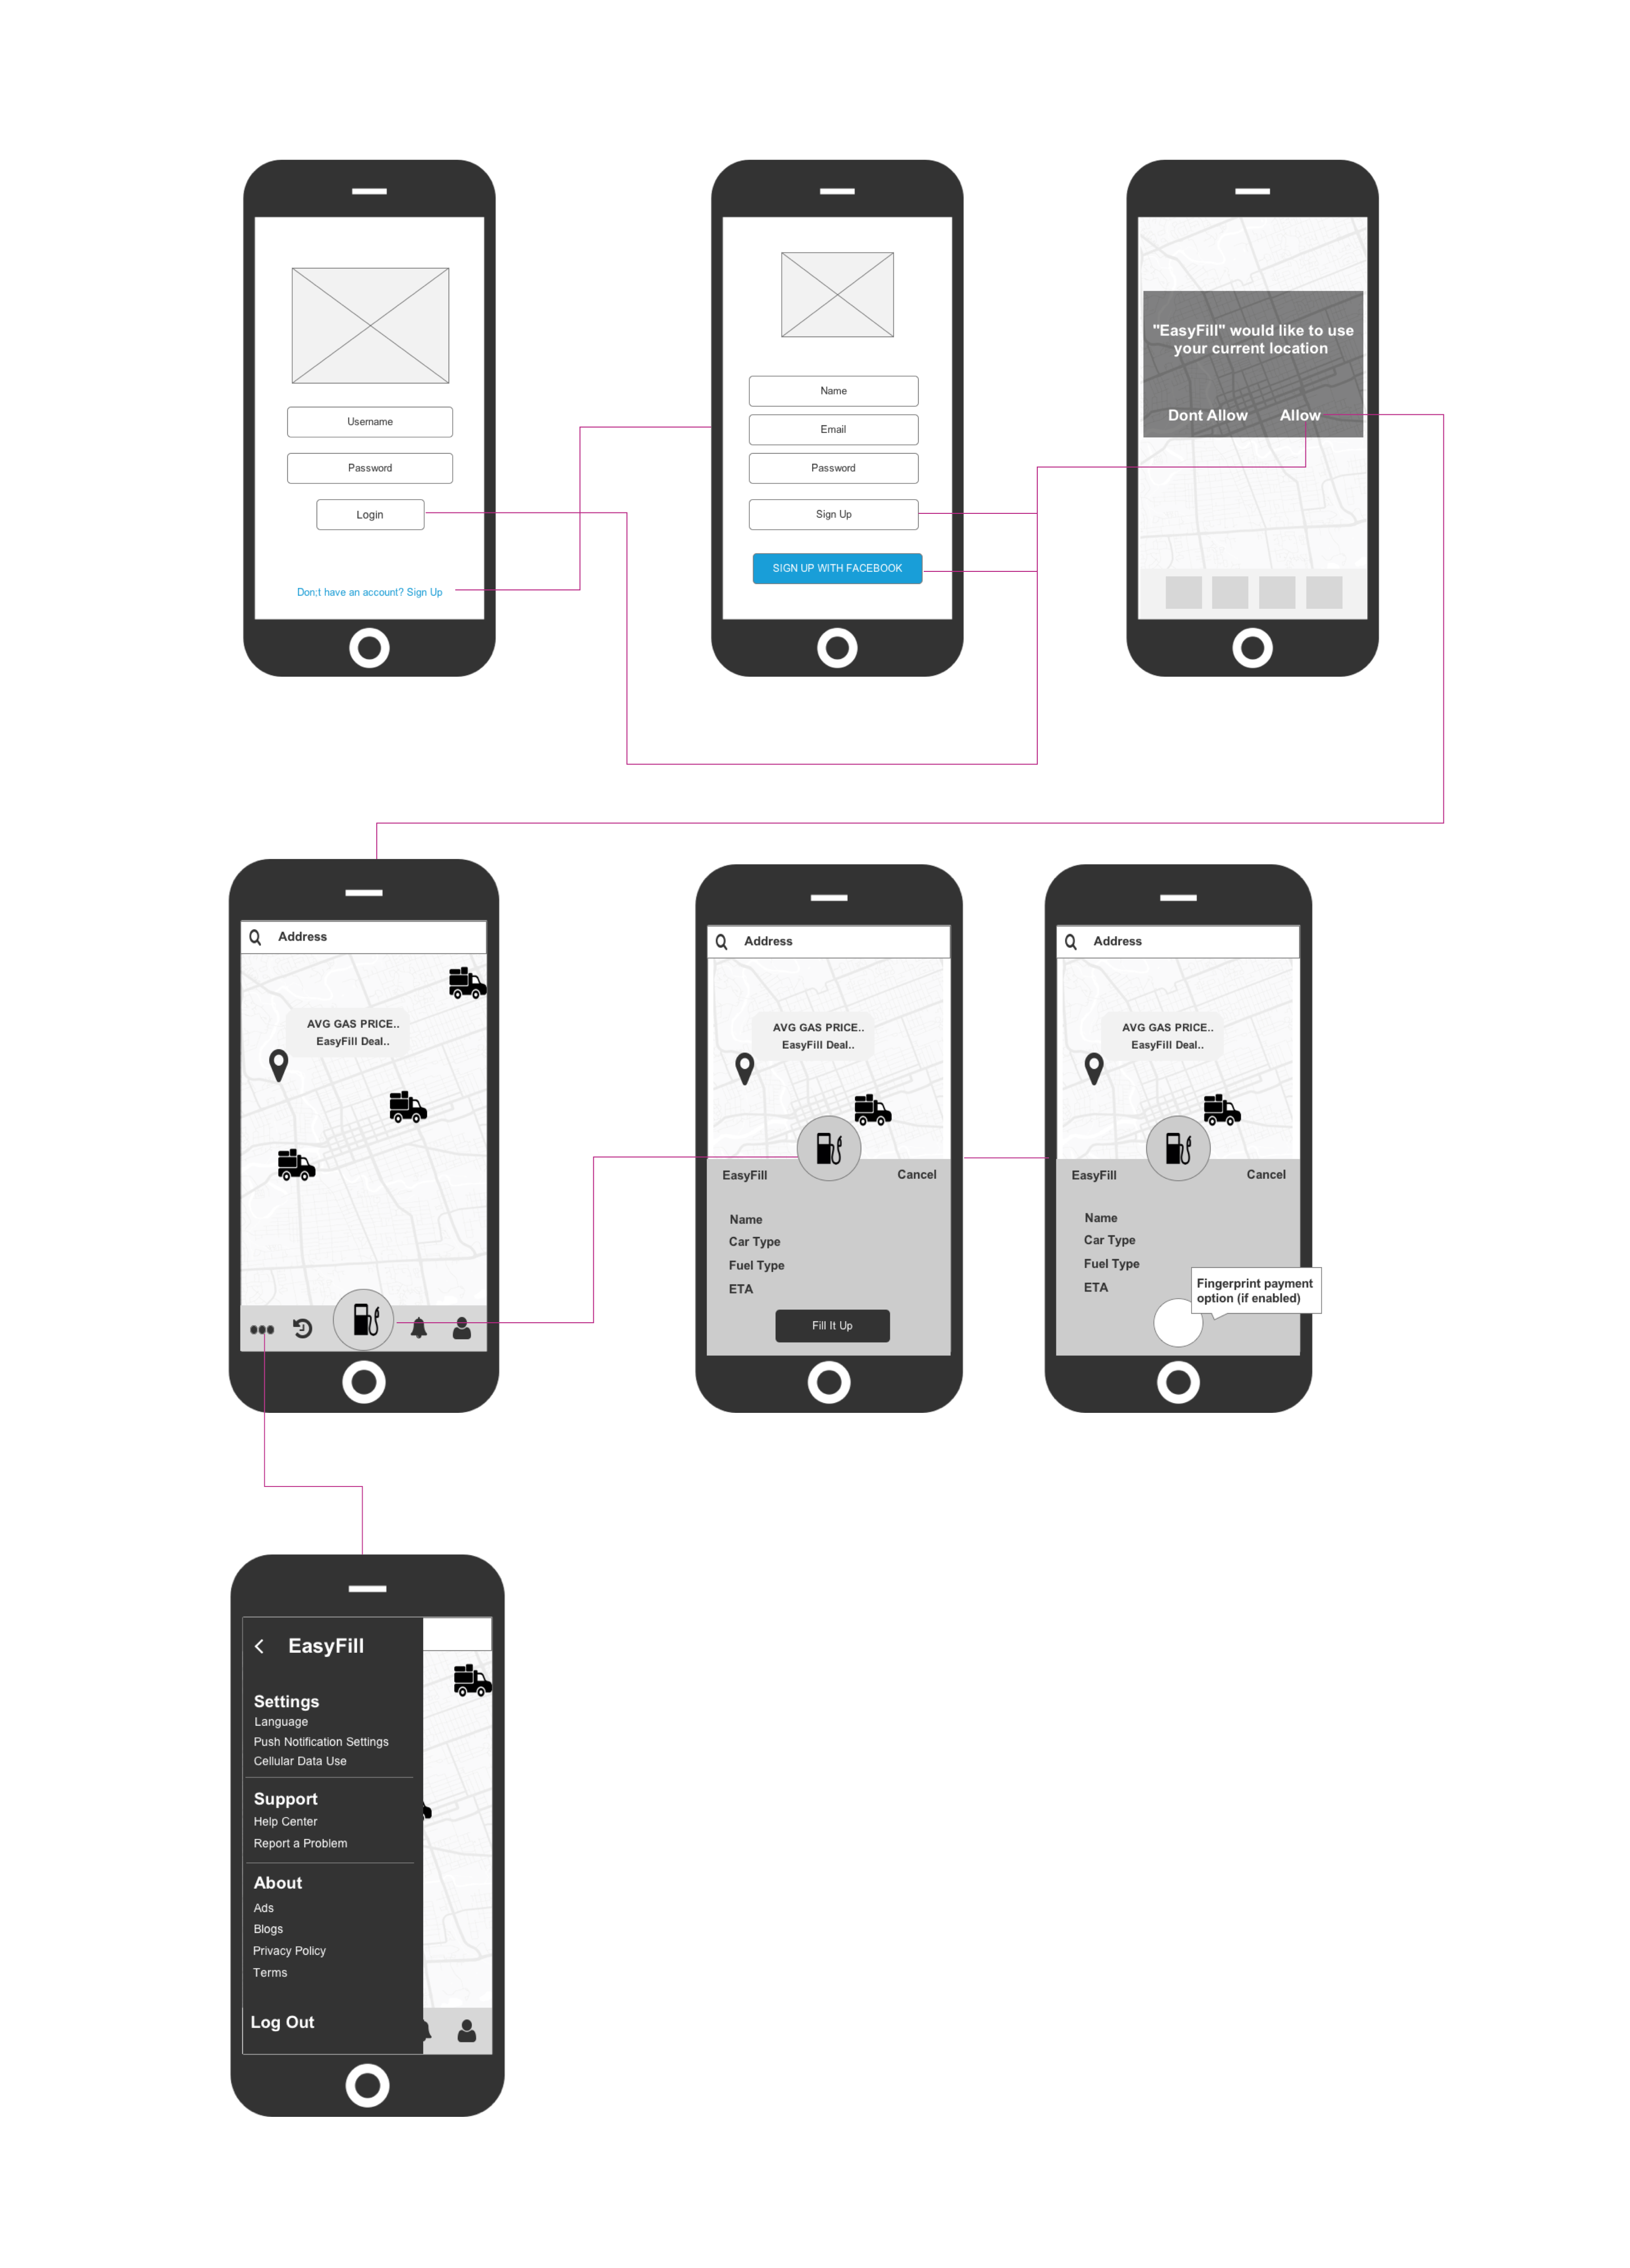 Username
Password
Login
Don;t have an account? Sign Up
Name
Email
Password
Sign Up
SIGN UP WITH FACEBOOK
"EasyFill" would like to use
your current location
Dont Allow Allow
Address
AVG GAS PRICE..
EasyFill Deal..
Address
AVG GAS PRICE..
EasyFill Deal..
EasyFill Cancel
Name
Car Type
Fuel Type
ETA
Fill It Up
Address
AVG GAS PRICE..
EasyFill Deal..
EasyFill Cancel
Name
Car Type
Fuel Type
ETA
Fingerprint payment
option (if enabled)
EasyFill
Settings
Language
Push Notification Settings
Cellular Data Use
Support
Help Center
Report a Problem
About
Ads
Blogs
Privacy Policy
Terms
Log Out